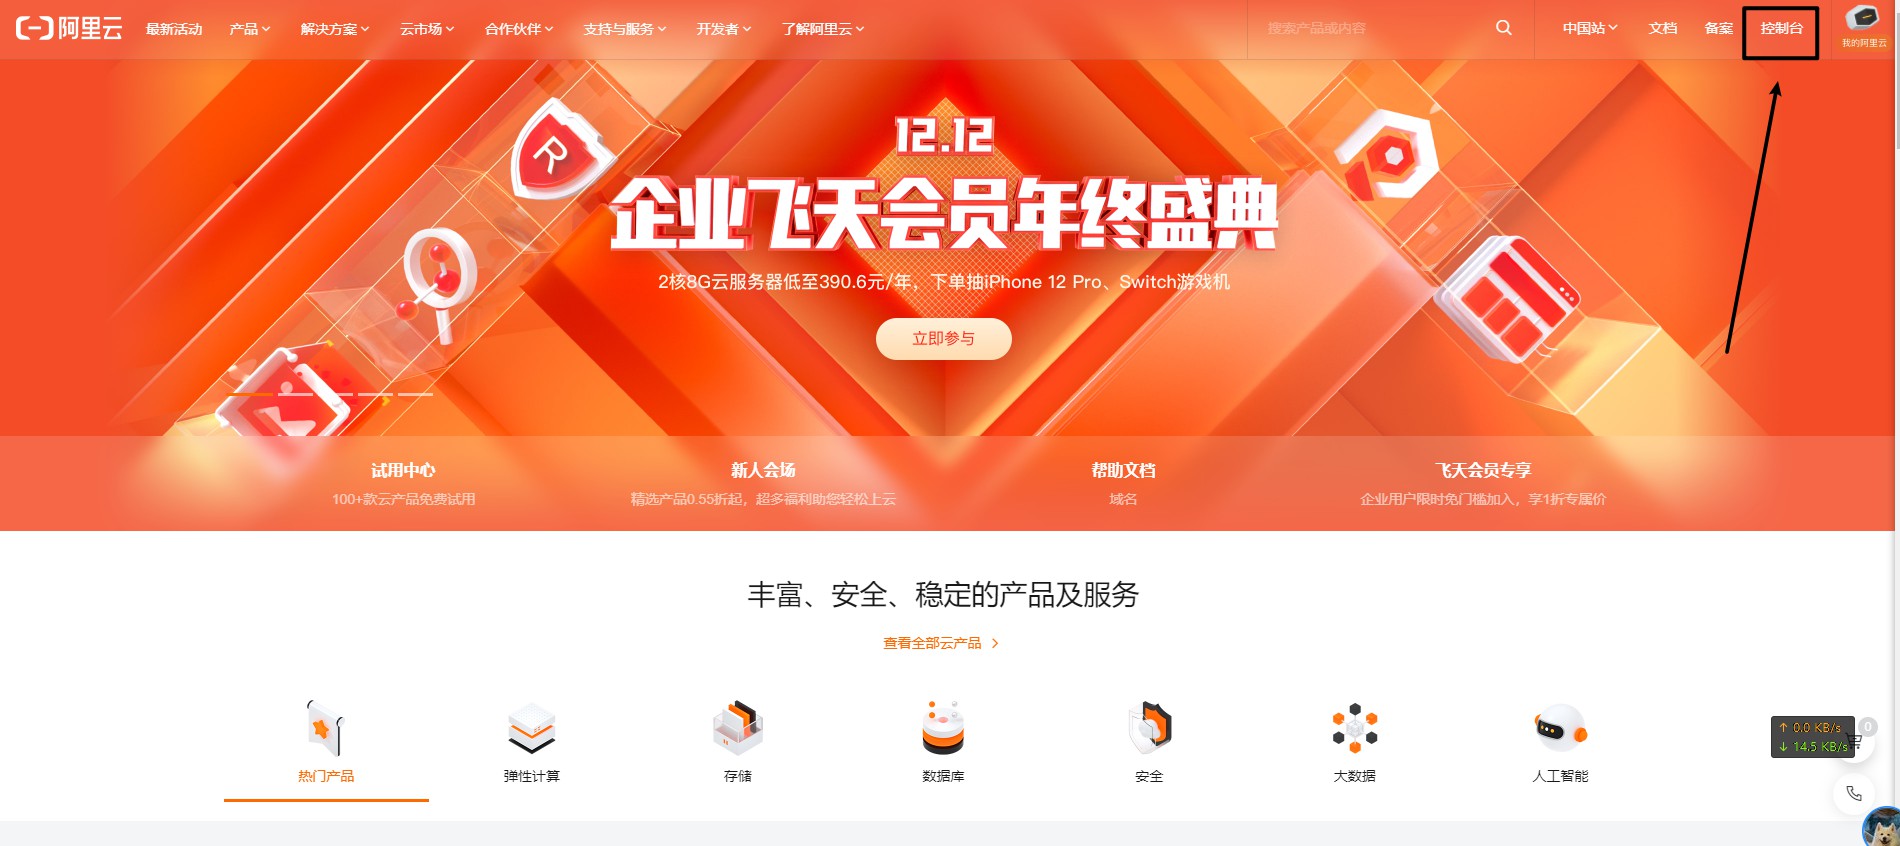 阿里云 最新活动 产品 解决方案 云市场 合作伙伴 支持与服务 开发者 了解阿里云 搜索产品或内容 中国站 文档 备案 控制台
我的阿里云
R
12.12
企业飞天会员年终盛典
2核8G云服务器低至390.6元/年，下单抽iPhone 12 Pro、Switch游戏机
立即参与
试用中心 新人会场 帮助文档 飞天会员专享
100+款云产品免费试用 精选产品0.55折起，超多福利助您轻松上云 域名 企业用户限时免门槛加入，享1折专属价
丰富、安全、稳定的产品及服务
查看全部云产品 >
↑ 0.0 KB/s 0
↓ 14.5 KB/s
热门产品 弹性计算 存储 数据库 安全 大数据 人工智能